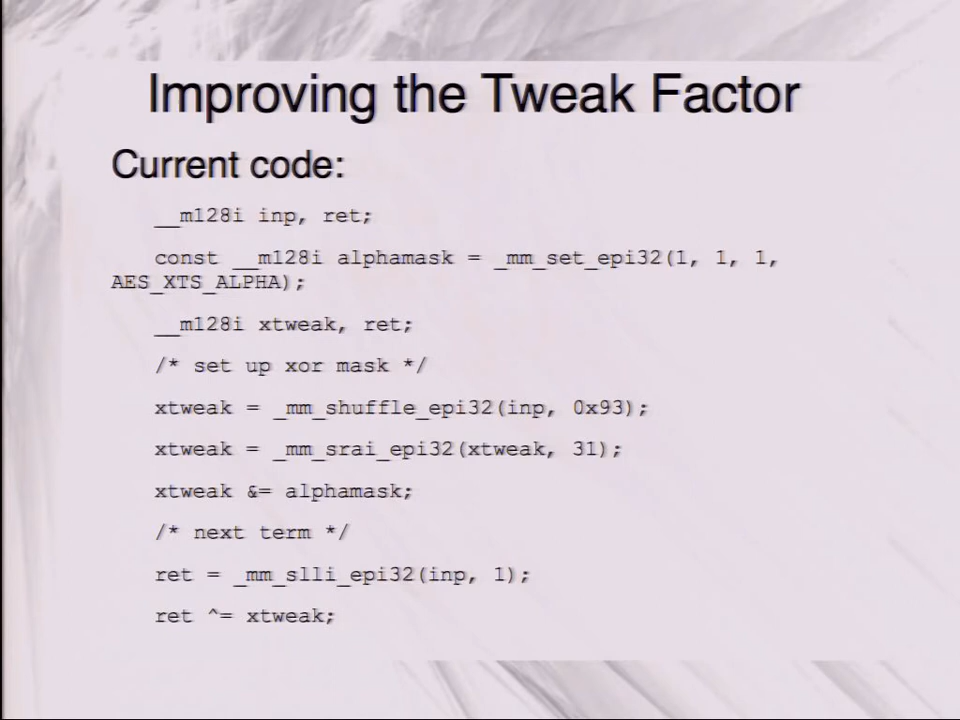 Improving the Tweak Factor
Current code:
__m128i inp, ret;
const __m128i alphamask = _mm_set_epi32(1, 1, 1,
AES_XTS_ALPHA);
__m128i xtweak, ret;
/* set up xor mask */
xtweak = _mm_shuffle_epi32(inp, 0x93);
xtweak = _mm_srai_epi32(xtweak, 31);
xtweak &= alphamask;
/* next term */
ret = _mm_slli_epi32(inp, 1);
ret ^= xtweak;